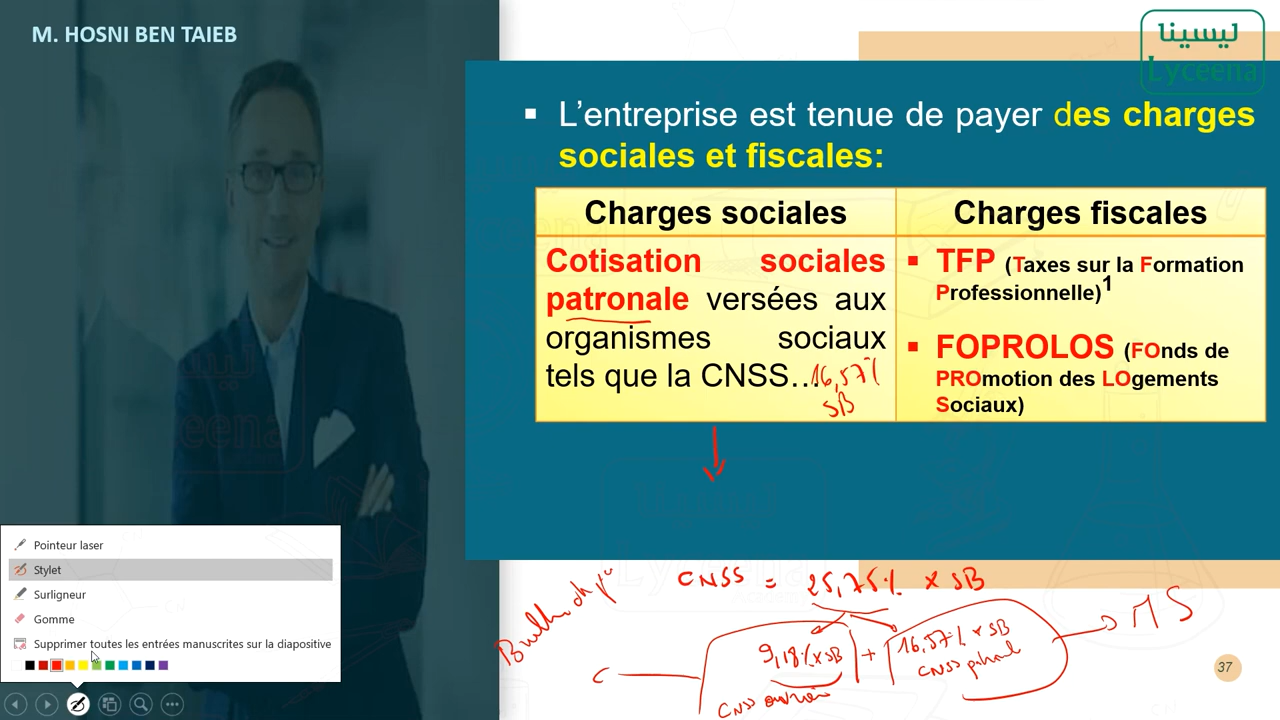 M. HOSNI BEN TAIEB
ليسينا
Lyceena
▪ L’entreprise est tenue de payer des charges
sociales et fiscales:
Charges sociales
Cotisation sociales
patronale versées aux
organismes sociaux
tels que la CNSS…
16,57%
SB
Charges fiscales
▪ TFP (Taxes sur la Formation
Professionnelle)1
▪ FOPROLOS (FOnds de
PROmotion des LOgements
Sociaux)
CNSS = 25,75% x SB
9,18% x SB + 16,57% x SB
CNSS
CNSS
MS
37
Pointeur laser
Stylet
Surligneur
Gomme
Supprimer toutes les entrées manuscrites sur la diapositive